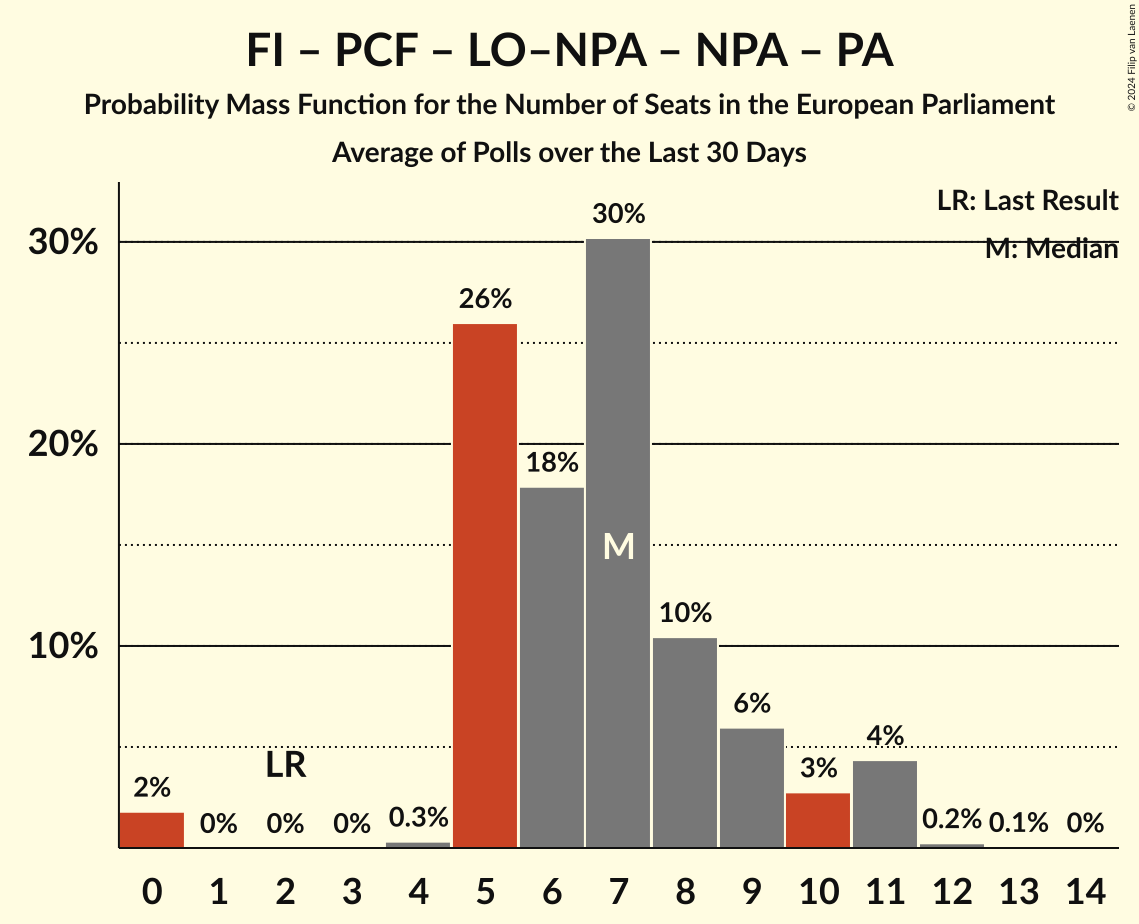 FI – PCF – LO–NPA – NPA – PA
Probability Mass Function for the Number of Seats in the European Parliament
Average of Polls over the Last 30 Days
© 2024 Filip van Laenen
LR: Last Result
M: Median
30%
20%
10%
2%
0%
0%
LR
0%
0.3%
26%
18%
30%
M
10%
6%
3%
4%
0.2%
0.1%
0%
0 1 2 3 4 5 6 7 8 9 10 11 12 13 14